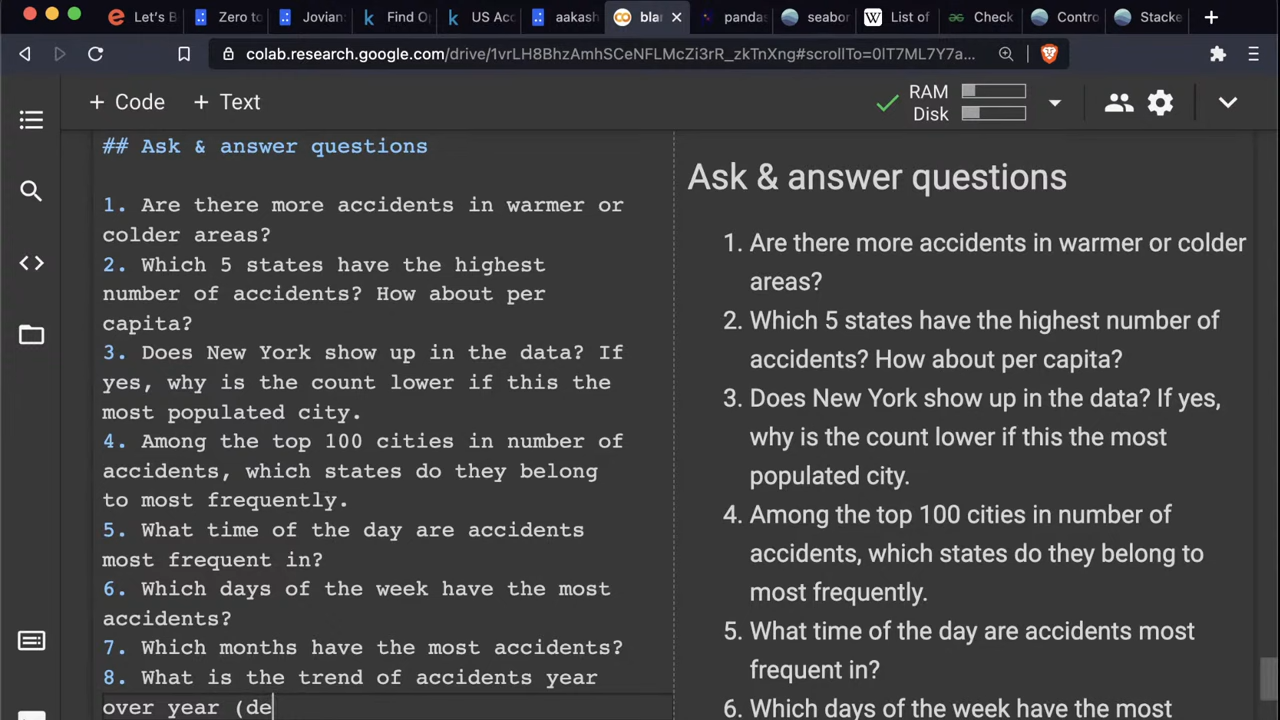 Let's B
Zero to
Jovian:
Find Op
US Acc
aakash
blar
pandas
seabor
List of
Check
Contro
Stacke
colab.research.google.com/drive/1vrLH8BhzAmhSCeNFLMcZi3rR_zkTnXng#scrollTo=0lT7ML7Y7a...
+ Code + Text
RAM
Disk
## Ask & answer questions
1. Are there more accidents in warmer or
colder areas?
2. Which 5 states have the highest
number of accidents? How about per
capita?
3. Does New York show up in the data? If
yes, why is the count lower if this the
most populated city.
4. Among the top 100 cities in number of
accidents, which states do they belong
to most frequently.
5. What time of the day are accidents
most frequent in?
6. Which days of the week have the most
accidents?
7. Which months have the most accidents?
8. What is the trend of accidents year
over year (de
Ask & answer questions
1. Are there more accidents in warmer or colder
areas?
2. Which 5 states have the highest number of
accidents? How about per capita?
3. Does New York show up in the data? If yes,
why is the count lower if this the most
populated city.
4. Among the top 100 cities in number of
accidents, which states do they belong to
most frequently.
5. What time of the day are accidents most
frequent in?
6. Which days of the week have the most